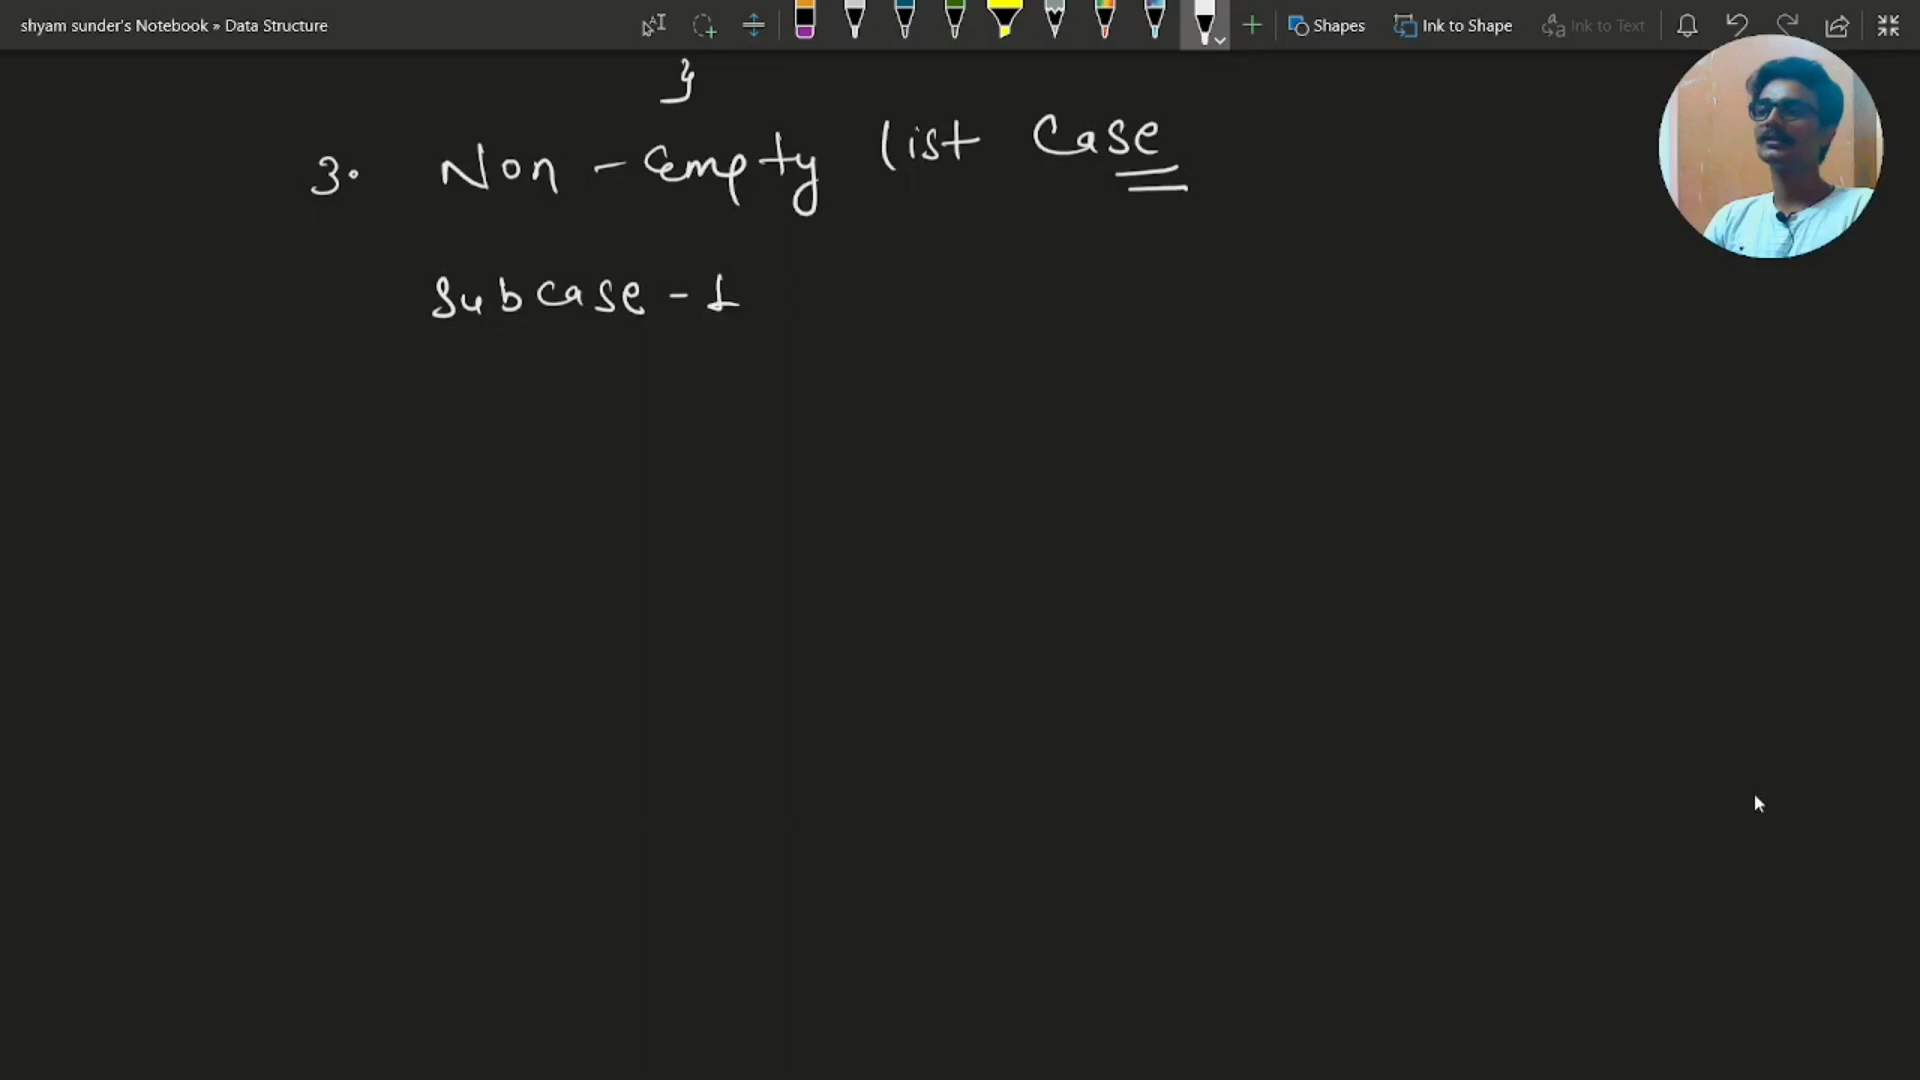 shyam sunder's Notebook » Data Structure
Shapes
Ink to Shape
Ink to Text
}
3. Non-Empty list Case
Subcase - 1